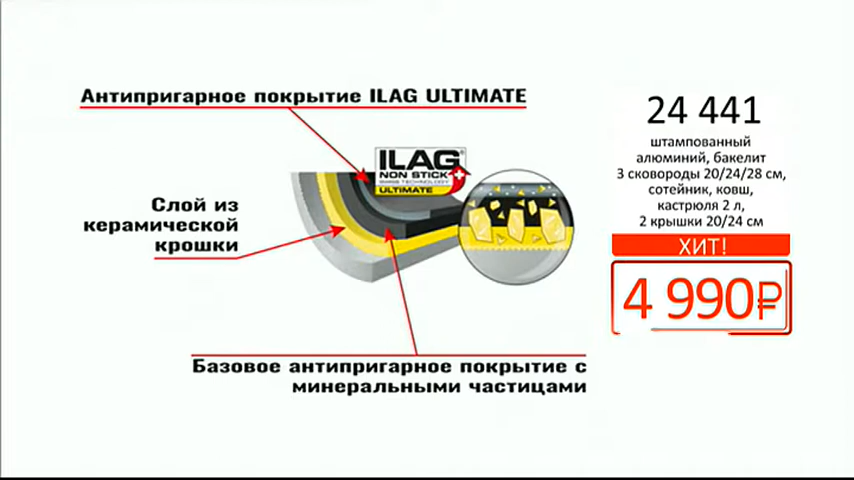 Антипригарное покрытие ILAG ULTIMATE
ILAG®
NON STICK
SWISS TECHNOLOGY
ULTIMATE
Слой из
керамической
крошки
Базовое антипригарное покрытие с
минеральными частицами
24 441
штампованный
алюминий, бакелит
3 сковороды 20/24/28 см,
сотейник, ковш,
кастрюля 2 л,
2 крышки 20/24 см
ХИТ!
4 990₽